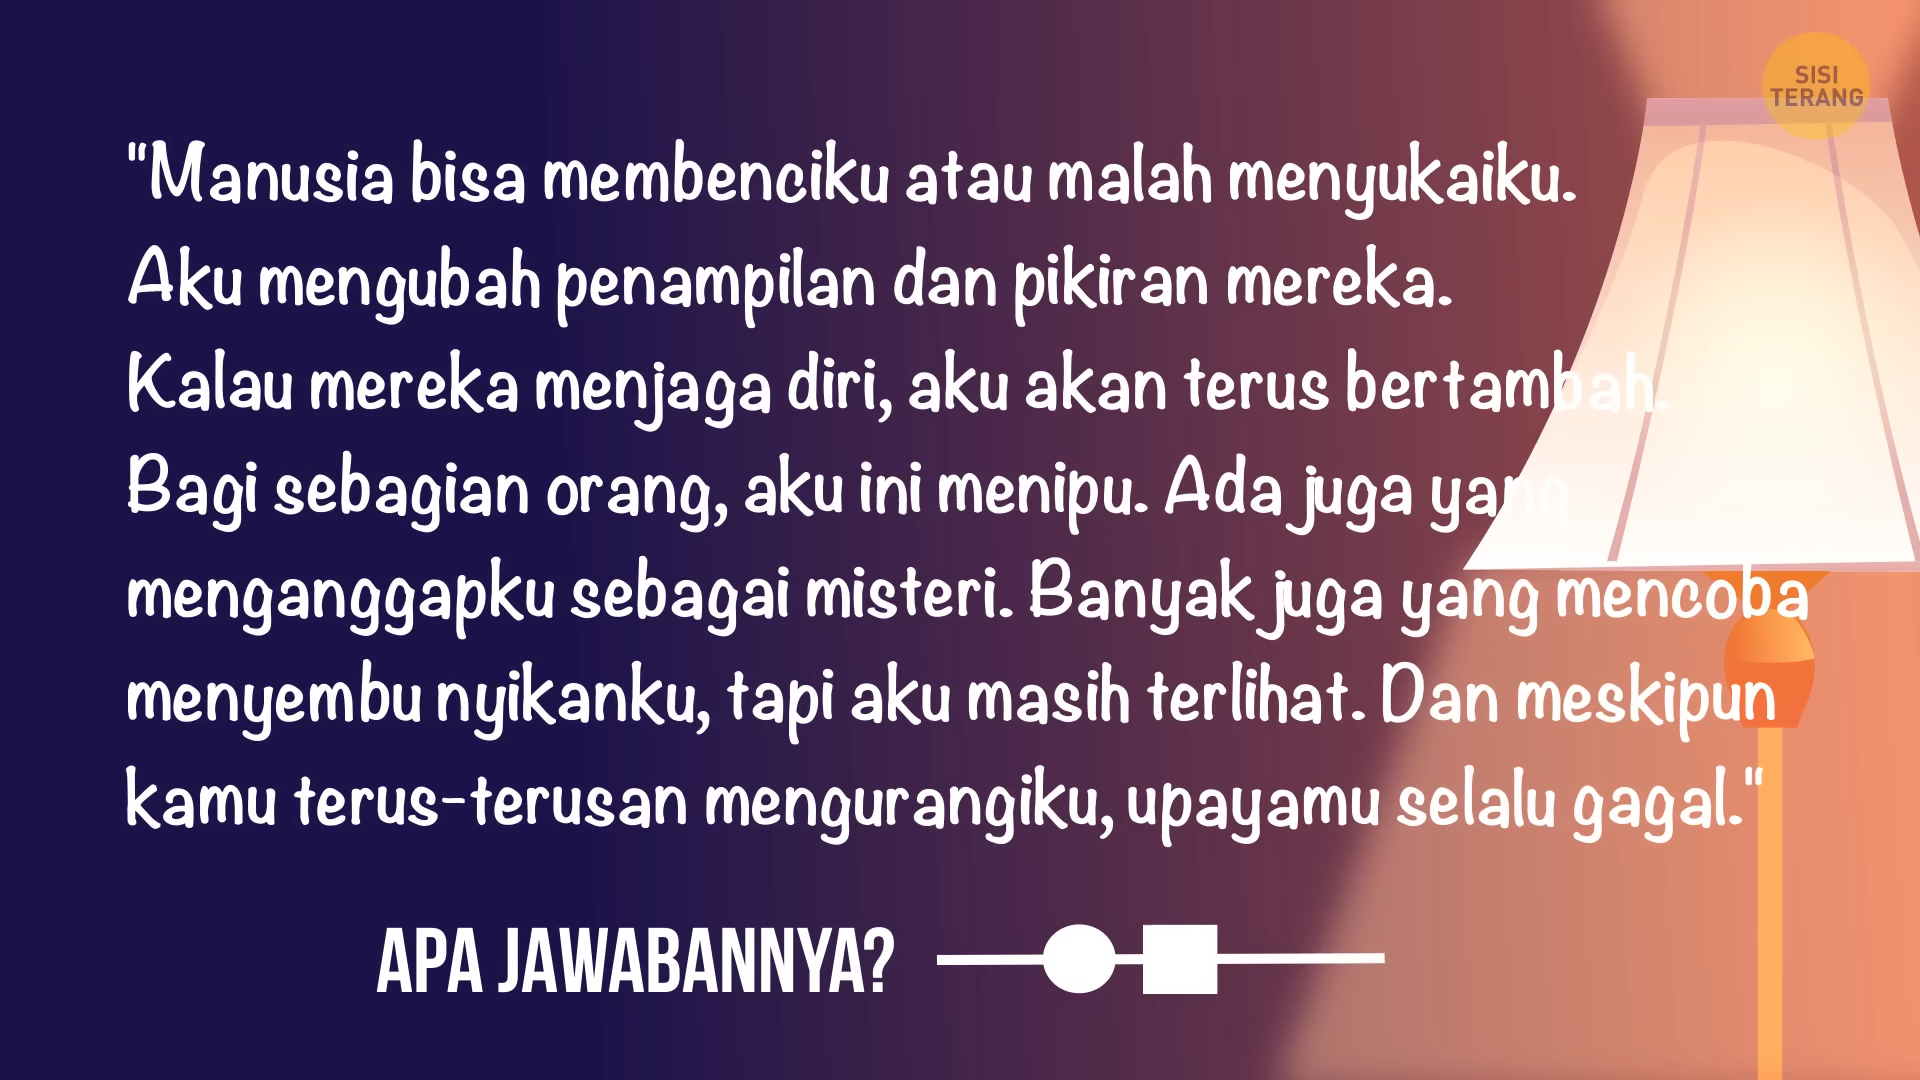 SISI
TERANG
"Manusia bisa membenciku atau malah menyukaiku.
Aku mengubah penampilan dan pikiran mereka.
Kalau mereka menjaga diri, aku akan terus bertambah.
Bagi sebagian orang, aku ini menipu. Ada juga yang
menganggapku sebagai misteri. Banyak juga yang mencoba
menyembunyikanku, tapi aku masih terlihat. Dan meskipun
kamu terus-terusan mengurangiku, upayamu selalu gagal."
APA JAWABANNYA?